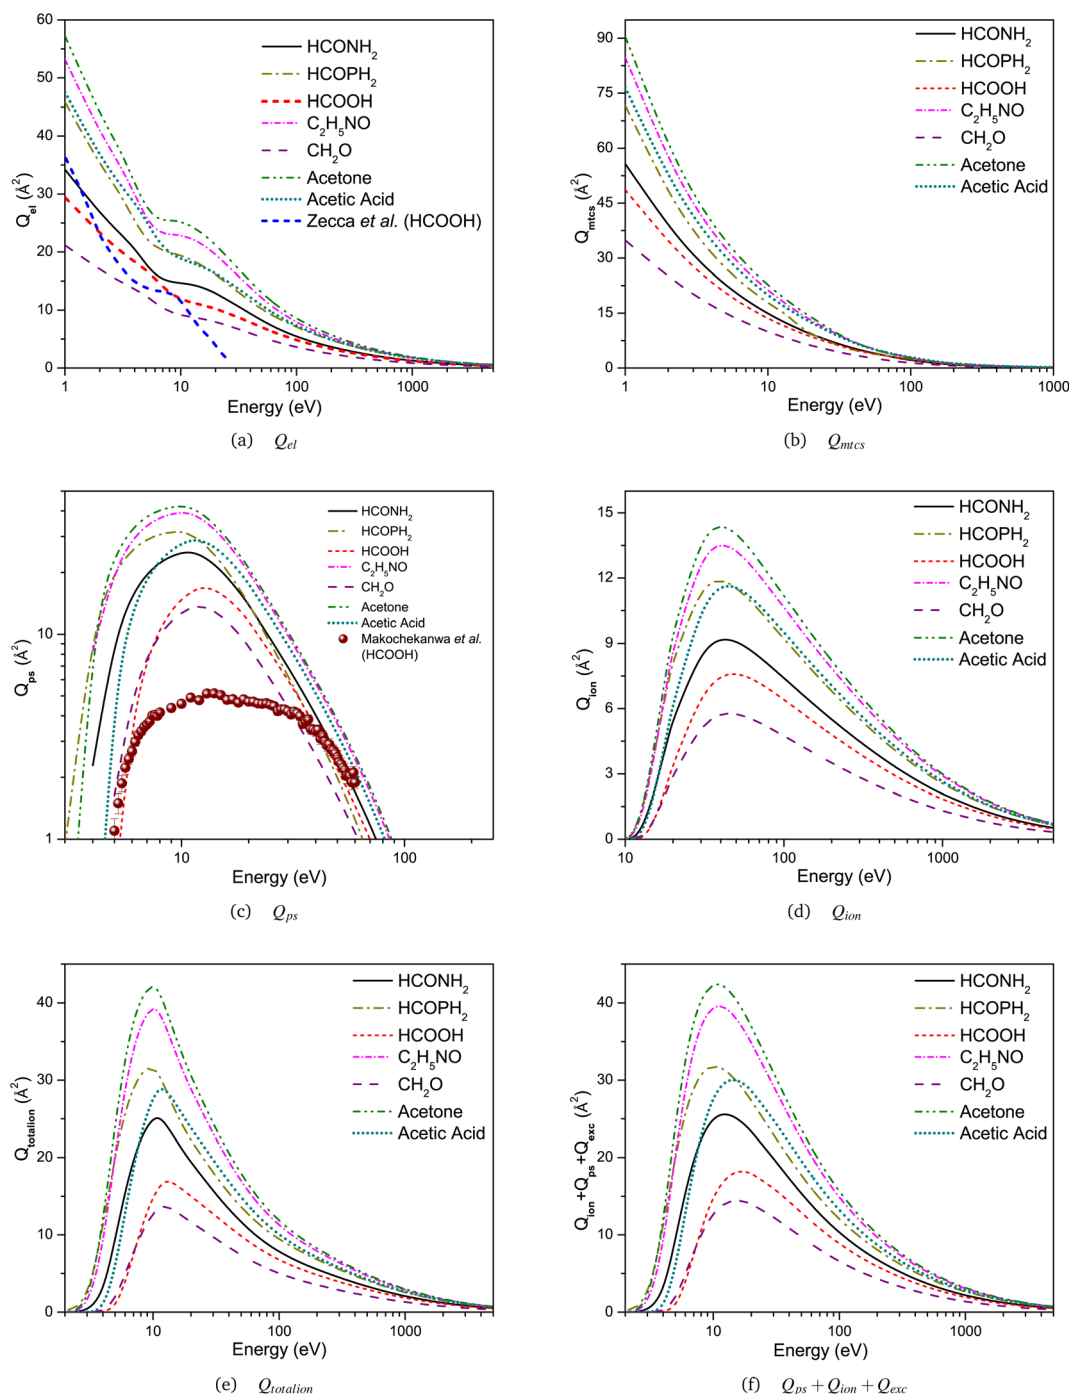 60
50
40
30
20
10
0
Q_el (Å²)
HCONH₂
HCOPH₂
HCOOH
C₂H₅NO
CH₂O
Acetone
Acetic Acid
Zecca et al. (HCOOH)
1 10 100 1000
Energy (eV)
(a) Q_el
90
75
60
45
30
15
0
Q_mtcs (Å²)
HCONH₂
HCOPH₂
HCOOH
C₂H₅NO
CH₂O
Acetone
Acetic Acid
1 10 100 1000
Energy (eV)
(b) Q_mtcs
10
1
Q_ps (Å²)
HCONH₂
HCOPH₂
HCOOH
C₂H₅NO
CH₂O
Acetone
Acetic Acid
Makochekanwa et al.
(HCOOH)
10 100
Energy (eV)
(c) Q_ps
15
12
9
6
3
0
Q_ion (Å²)
HCONH₂
HCOPH₂
HCOOH
C₂H₅NO
CH₂O
Acetone
Acetic Acid
10 100 1000
Energy (eV)
(d) Q_ion
40
30
20
10
0
Q_totalion (Å²)
HCONH₂
HCOPH₂
HCOOH
C₂H₅NO
CH₂O
Acetone
Acetic Acid
10 100 1000
Energy (eV)
(e) Q_totalion
40
30
20
10
0
Q_ion+Q_ps+Q_exc (Å²)
HCONH₂
HCOPH₂
HCOOH
C₂H₅NO
CH₂O
Acetone
Acetic Acid
10 100 1000
Energy (eV)
(f) Q_ps + Q_ion + Q_exc